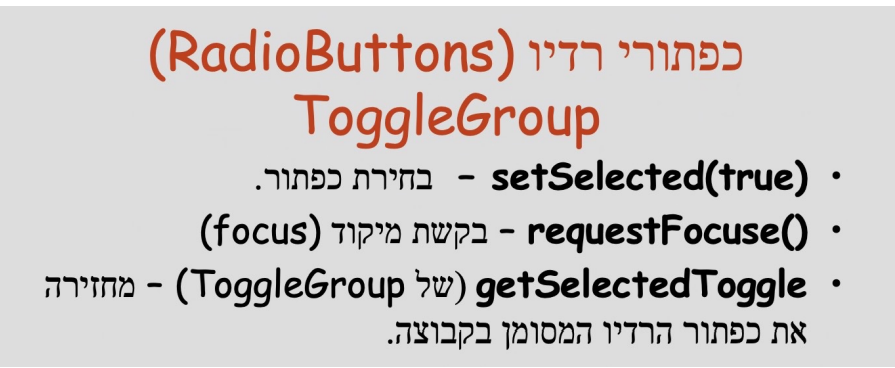 כפתורי רדיו (RadioButtons)
ToggleGroup
• setSelected(true) – בחירת כפתור.
• requestFocuse() – בקשת מיקוד (focus)
• getSelectedToggle (של ToggleGroup) – מחזירה
את כפתור הרדיו המסומן בקבוצה.